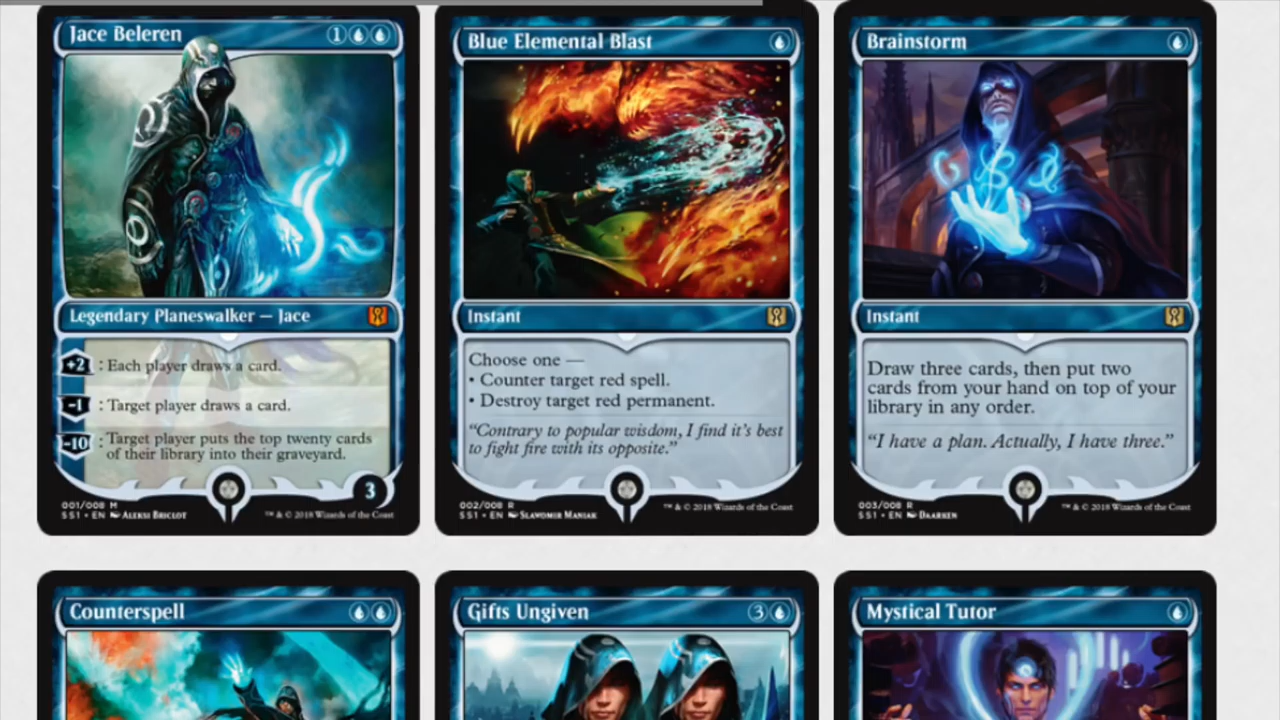 Jace Beleren 1
Legendary Planeswalker — Jace
+2 : Each player draws a card.
-1 : Target player draws a card.
-10 : Target player puts the top twenty cards
of their library into their graveyard.
3
001/008 M
SS1 • EN ALEKSI BRICLOT
™ & © 2018 Wizards of the Coast
Blue Elemental Blast
Instant
Choose one —
• Counter target red spell.
• Destroy target red permanent.
“Contrary to popular wisdom, I find it’s best
to fight fire with its opposite.”
002/008 R
SS1 • EN SLAWOMIR MANIAK
™ & © 2018 Wizards of the Coast
Brainstorm
Instant
Draw three cards, then put two
cards from your hand on top of your
library in any order.
“I have a plan. Actually, I have three.”
003/008 R
SS1 • EN DAARKEN
™ & © 2018 Wizards of the Coast
Counterspell
Gifts Ungiven 3
Mystical Tutor